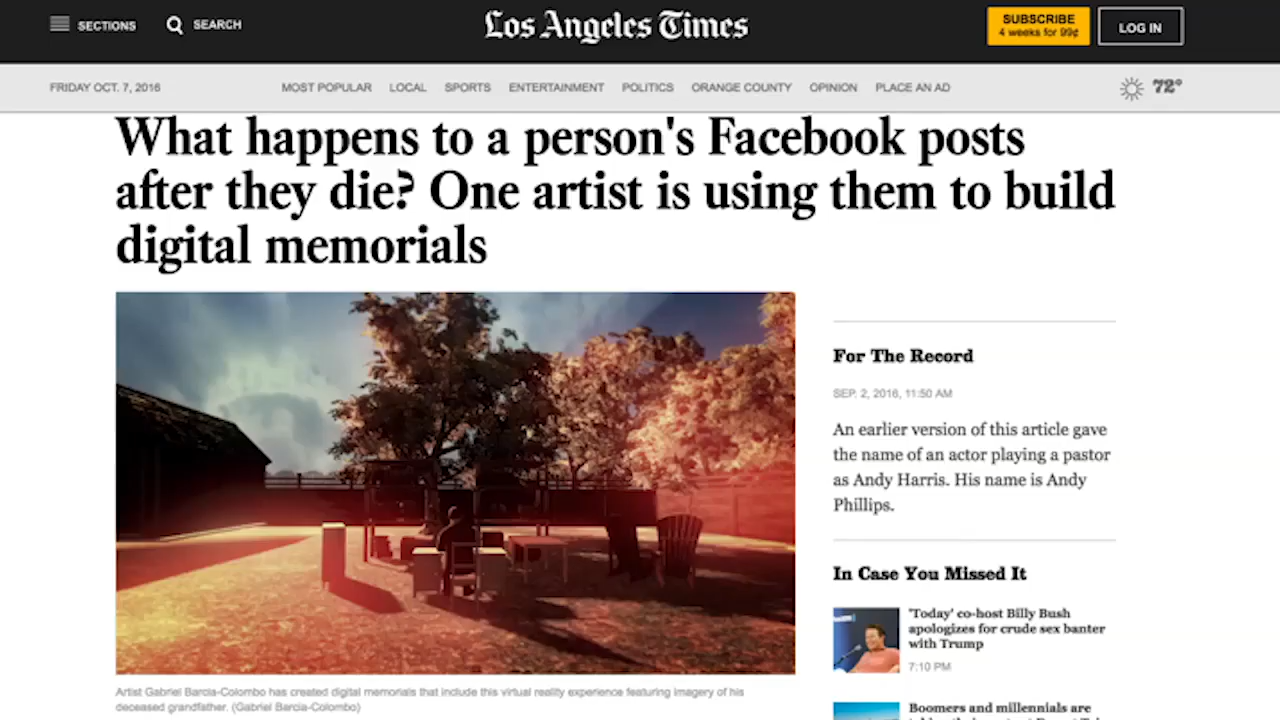 SECTIONS
SEARCH
Los Angeles Times
SUBSCRIBE
4 weeks for 99¢
LOG IN
FRIDAY OCT. 7, 2016
MOST POPULAR LOCAL SPORTS ENTERTAINMENT POLITICS ORANGE COUNTY OPINION PLACE AN AD
72°
What happens to a person's Facebook posts
after they die? One artist is using them to build
digital memorials
Artist Gabriel Barcia-Colombo has created digital memorials that include this virtual reality experience featuring imagery of his
deceased grandfather. (Gabriel Barcia-Colombo)
For The Record
SEP. 2, 2016, 11:50 AM
An earlier version of this article gave
the name of an actor playing a pastor
as Andy Harris. His name is Andy
Phillips.
In Case You Missed It
'Today' co-host Billy Bush
apologizes for crude sex banter
with Trump
7:10 PM
Boomers and millennials are